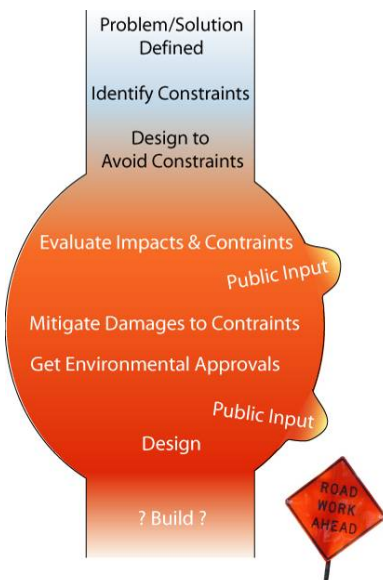 Problem/Solution
Defined
Identify Constraints
Design to
Avoid Constraints
Evaluate Impacts & Contraints
Public Input
Mitigate Damages to Contraints
Get Environmental Approvals
Public Input
Design
? Build ?
ROAD
WORK
AHEAD